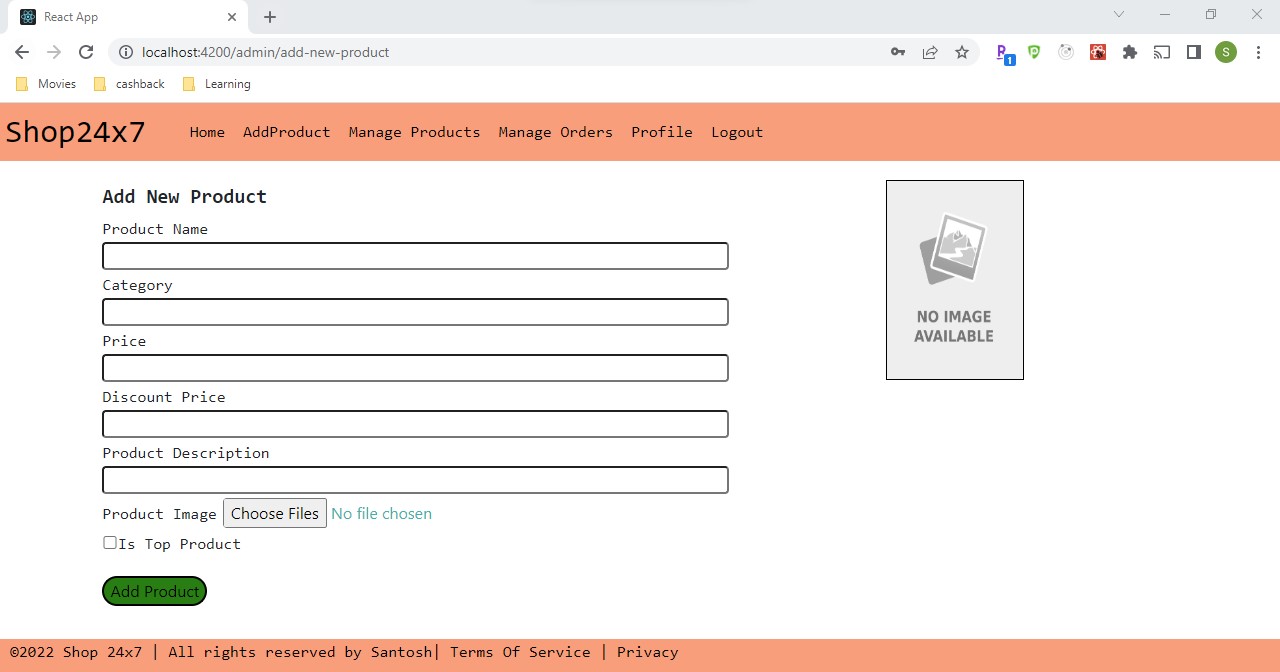 React App
localhost:4200/admin/add-new-product
1
S
Movies cashback Learning
Shop24x7 Home AddProduct Manage Products Manage Orders Profile Logout
Add New Product
Product Name
Category
Price
Discount Price
Product Description
Product Image Choose Files No file chosen
Is Top Product
Add Product
NO IMAGE
AVAILABLE
©2022 Shop 24x7 | All rights reserved by Santosh| Terms Of Service | Privacy